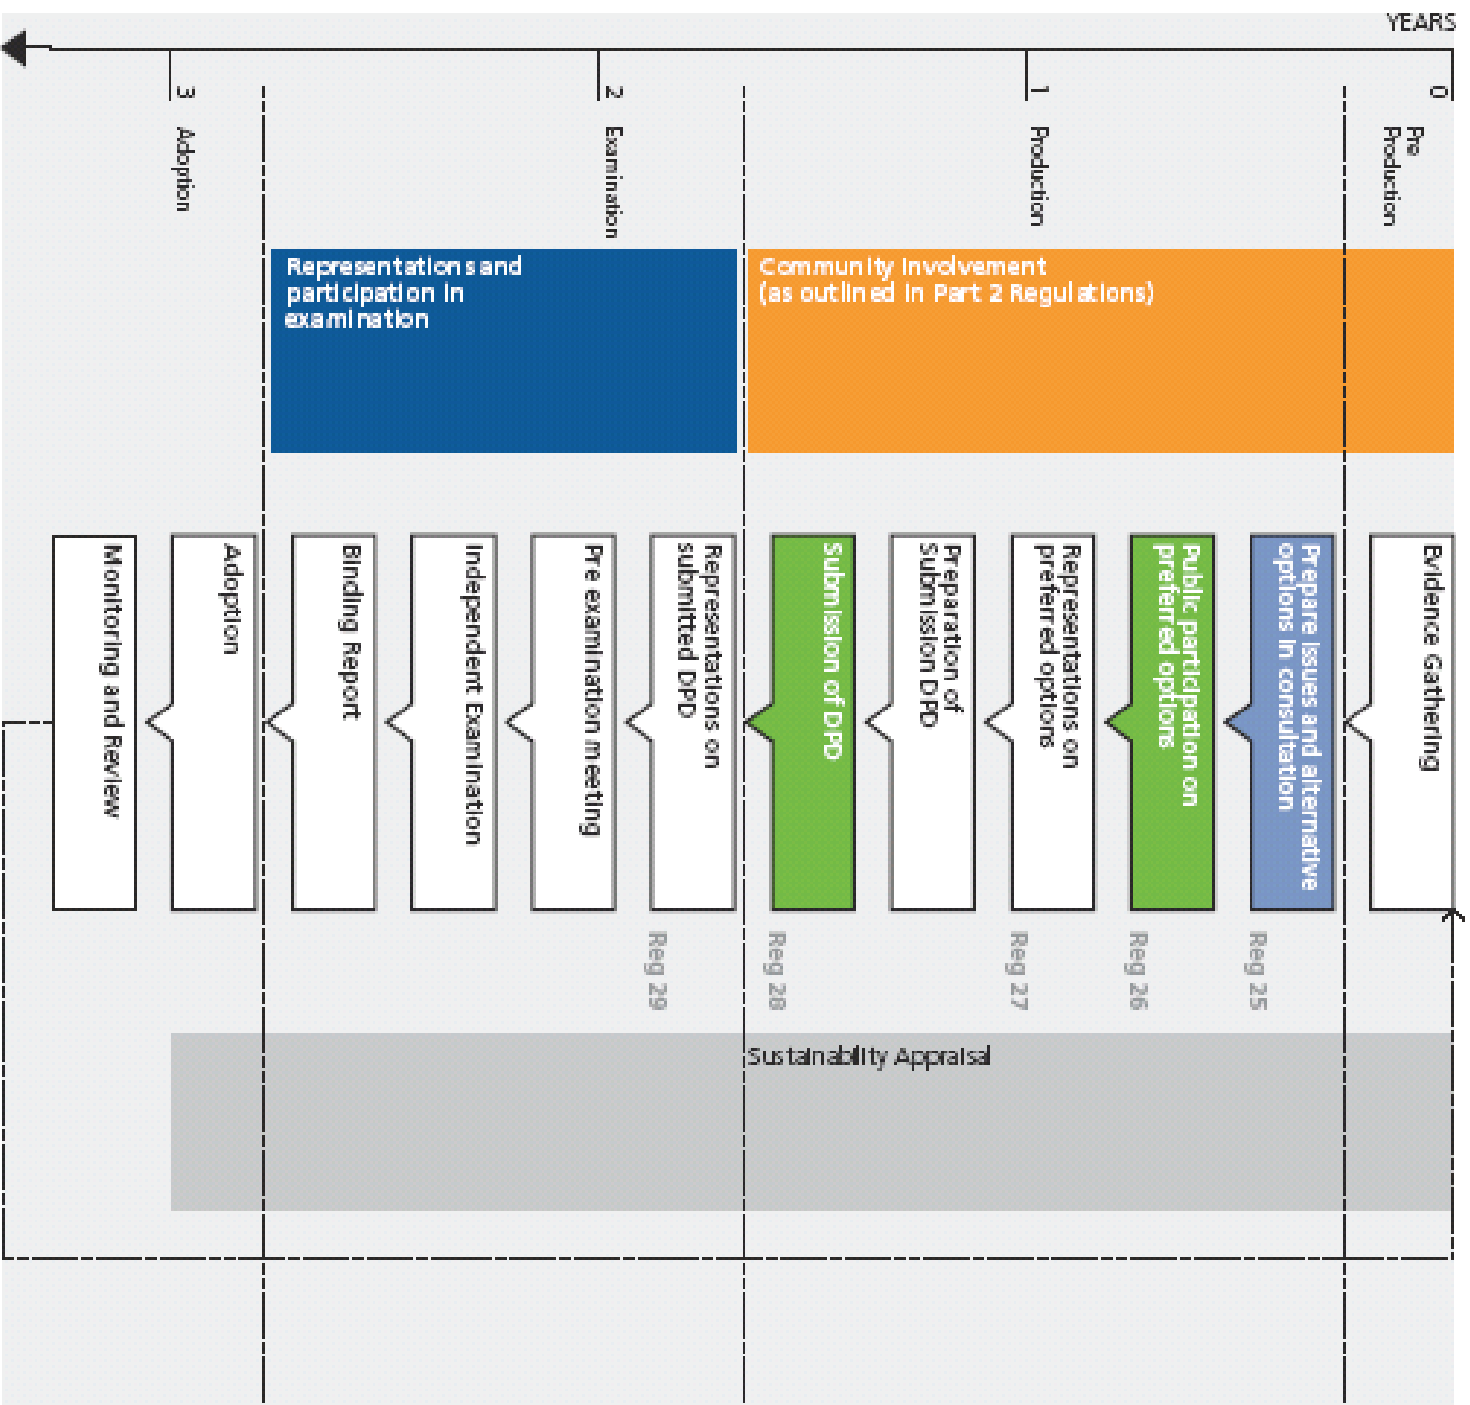 YEARS
0
1
2
3
Pre
Production
Production
Examination
Adoption
Community Involvement
(as outlined in Part 2 Regulations)
Representations and
participation in
examination
Evidence Gathering
Prepare issues and alternative
options in consultation
Public participation on
preferred options
Representations on
preferred options
Preparation of
Submission DPD
Submission of DPD
Representations on
submitted DPD
Pre examination meeting
Independent Examination
Binding Report
Adoption
Monitoring and Review
Reg 25
Reg 26
Reg 27
Reg 28
Reg 29
Sustainability Appraisal